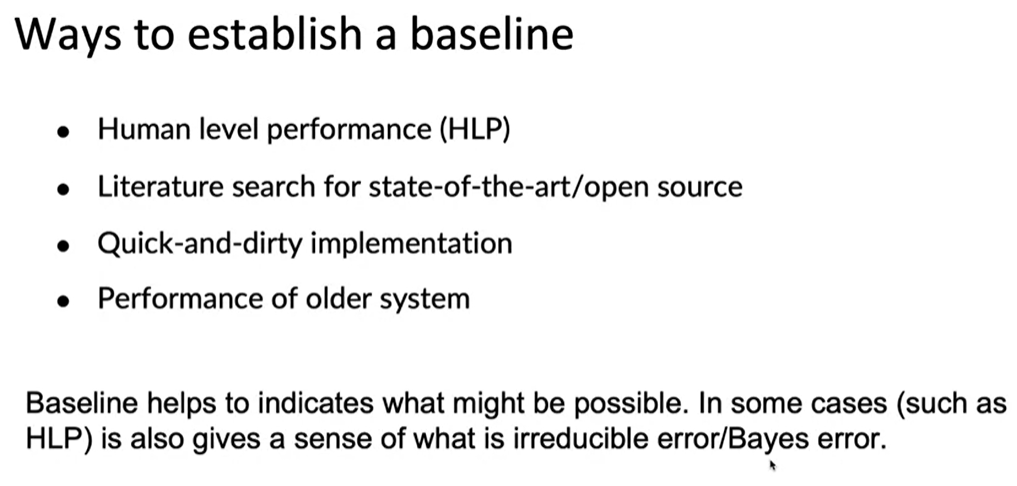 Ways to establish a baseline
• Human level performance (HLP)
• Literature search for state-of-the-art/open source
• Quick-and-dirty implementation
• Performance of older system
Baseline helps to indicates what might be possible. In some cases (such as
HLP) is also gives a sense of what is irreducible error/Bayes error.